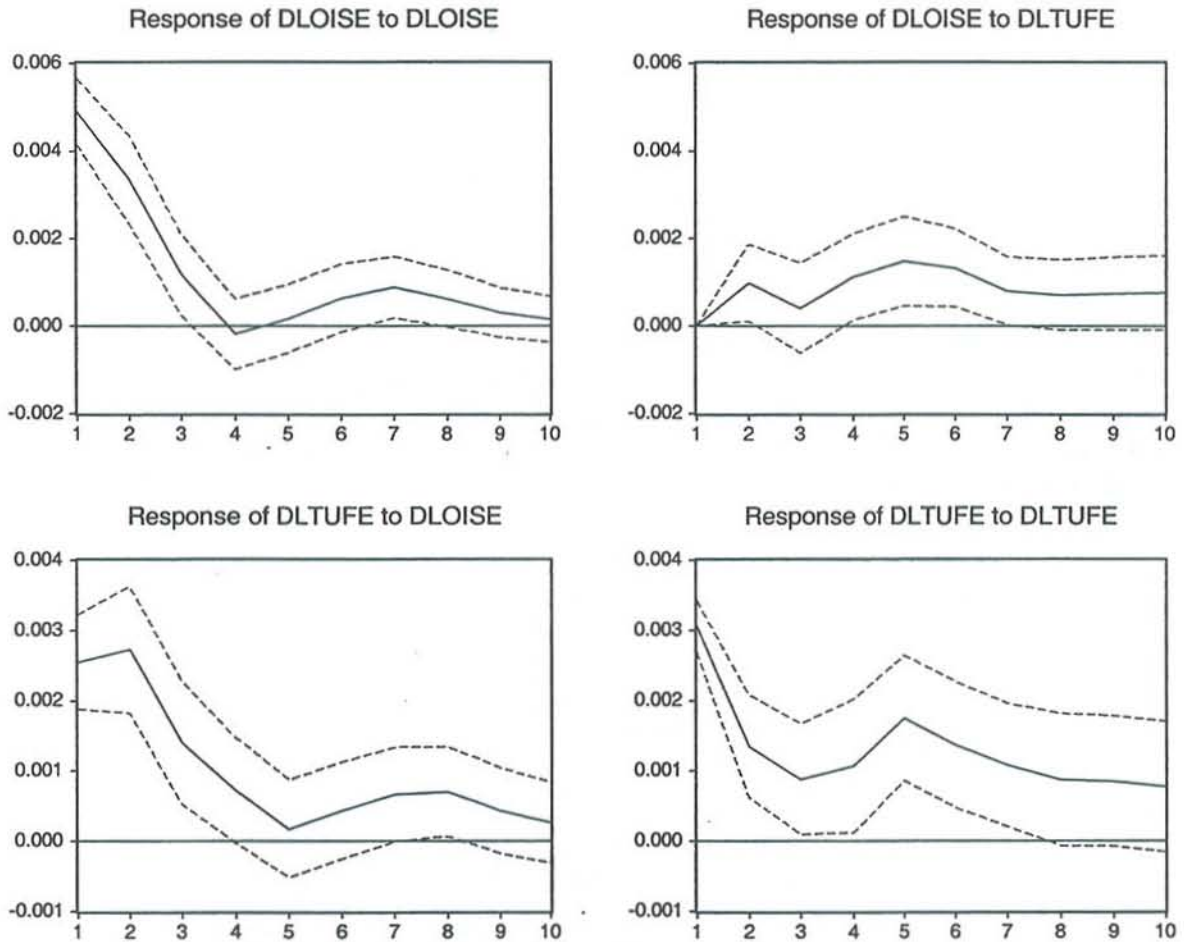 Response of DLOISE to DLOISE
0.006
0.004
0.002
0.000
-0.002
1 2 3 4 5 6 7 8 9 10
Response of DLOISE to DLTUFE
0.006
0.004
0.002
0.000
-0.002
1 2 3 4 5 6 7 8 9 10
Response of DLTUFE to DLOISE
0.004
0.003
0.002
0.001
0.000
-0.001
1 2 3 4 5 6 7 8 9 10
Response of DLTUFE to DLTUFE
0.004
0.003
0.002
0.001
0.000
-0.001
1 2 3 4 5 6 7 8 9 10